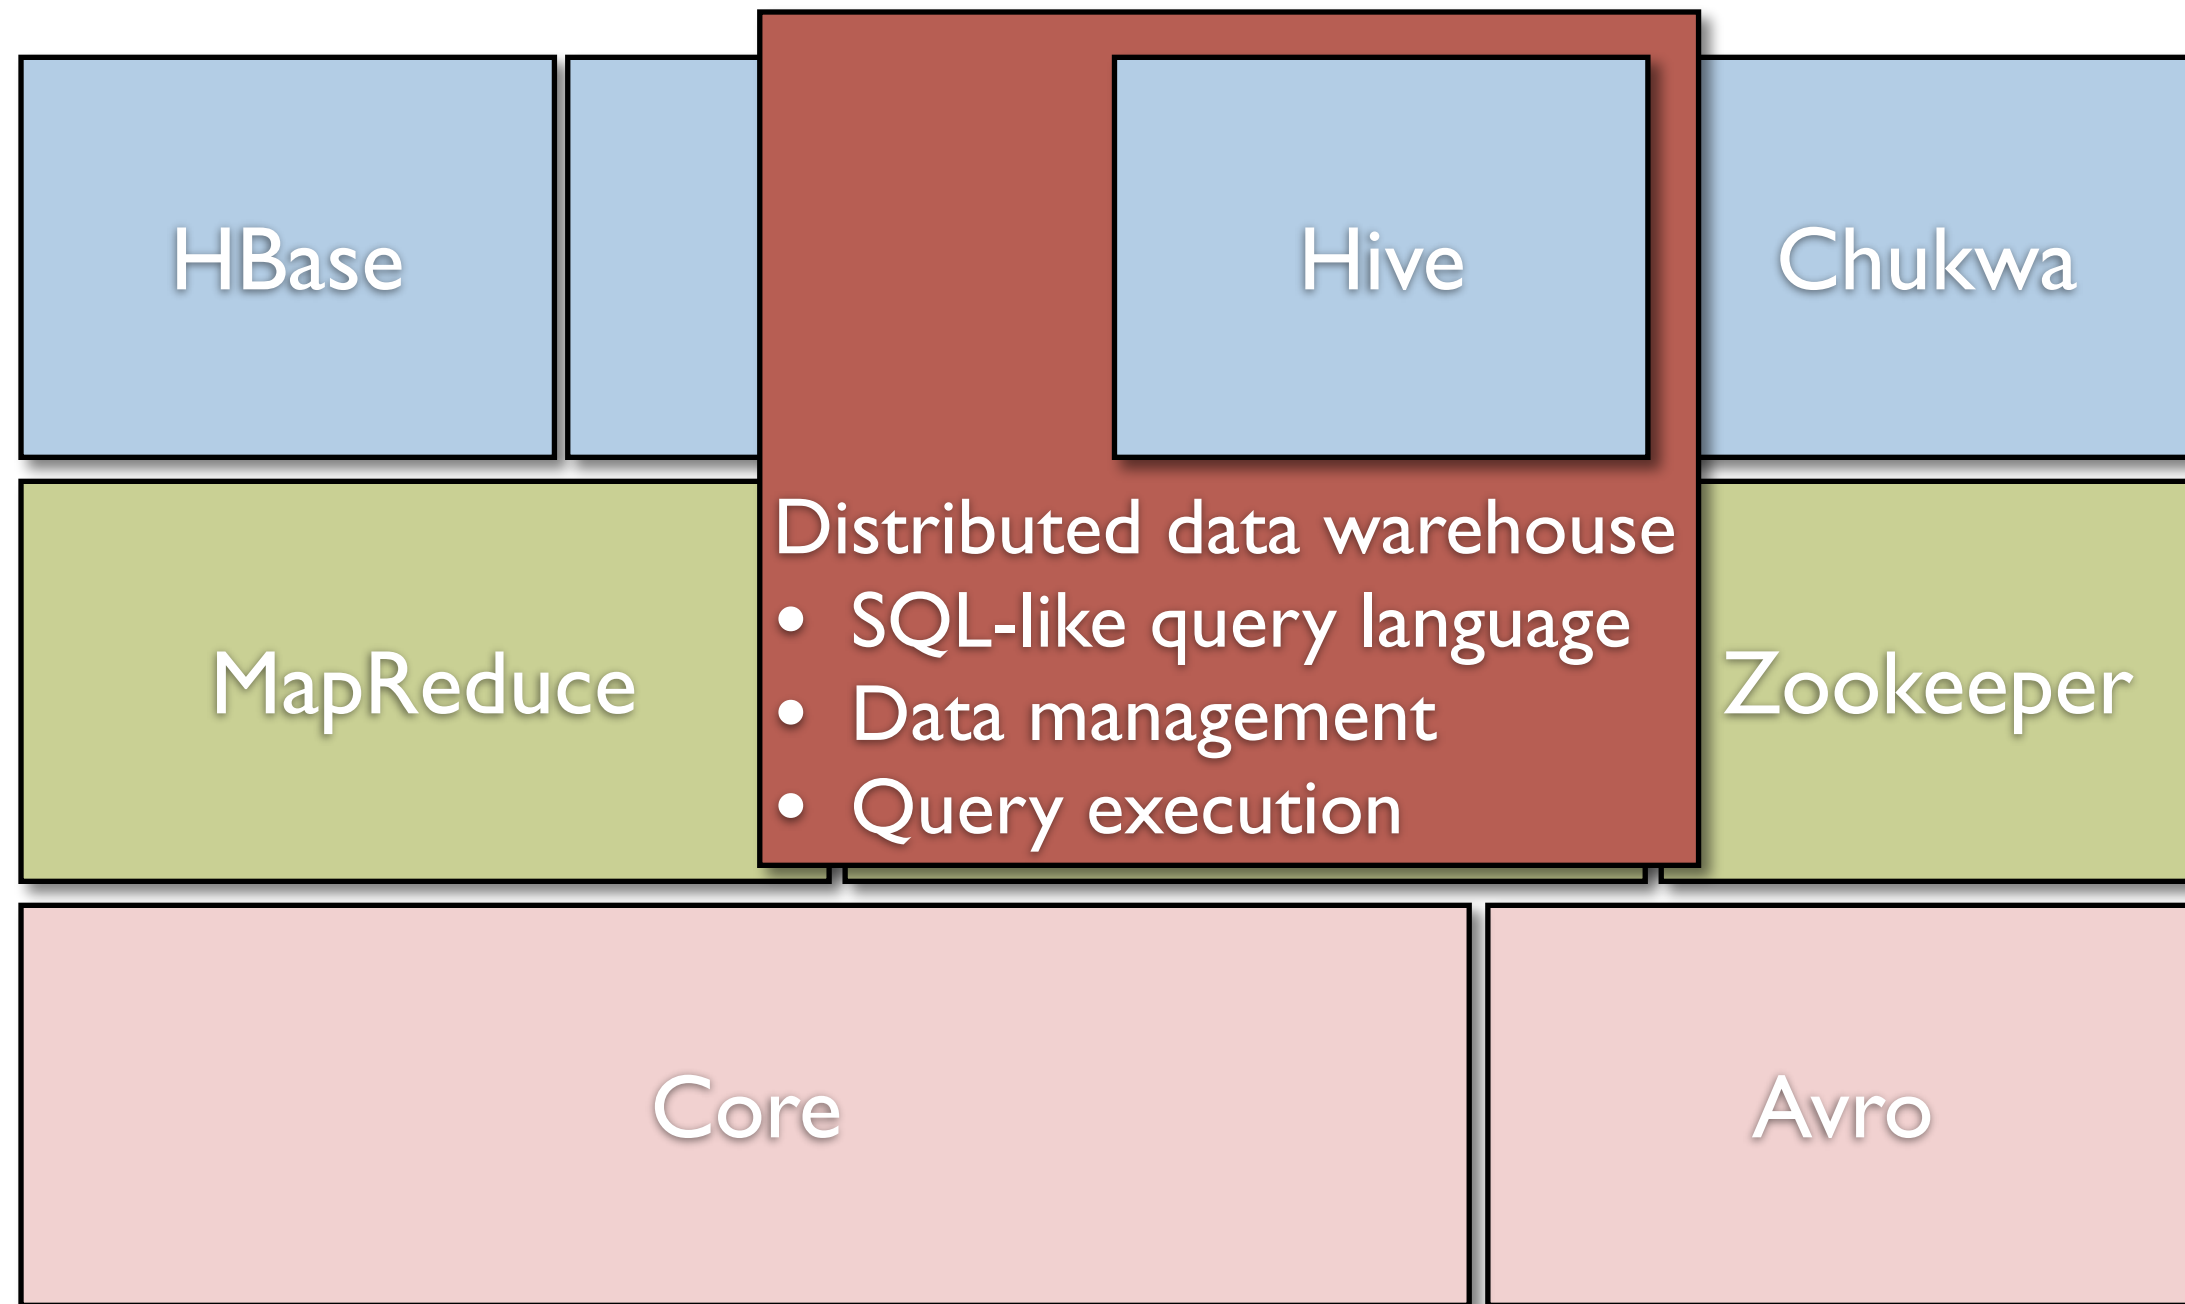 HBase
Hive
Chukwa
Distributed data warehouse
• SQL-like query language
• Data management
• Query execution
MapReduce
Zookeeper
Core
Avro